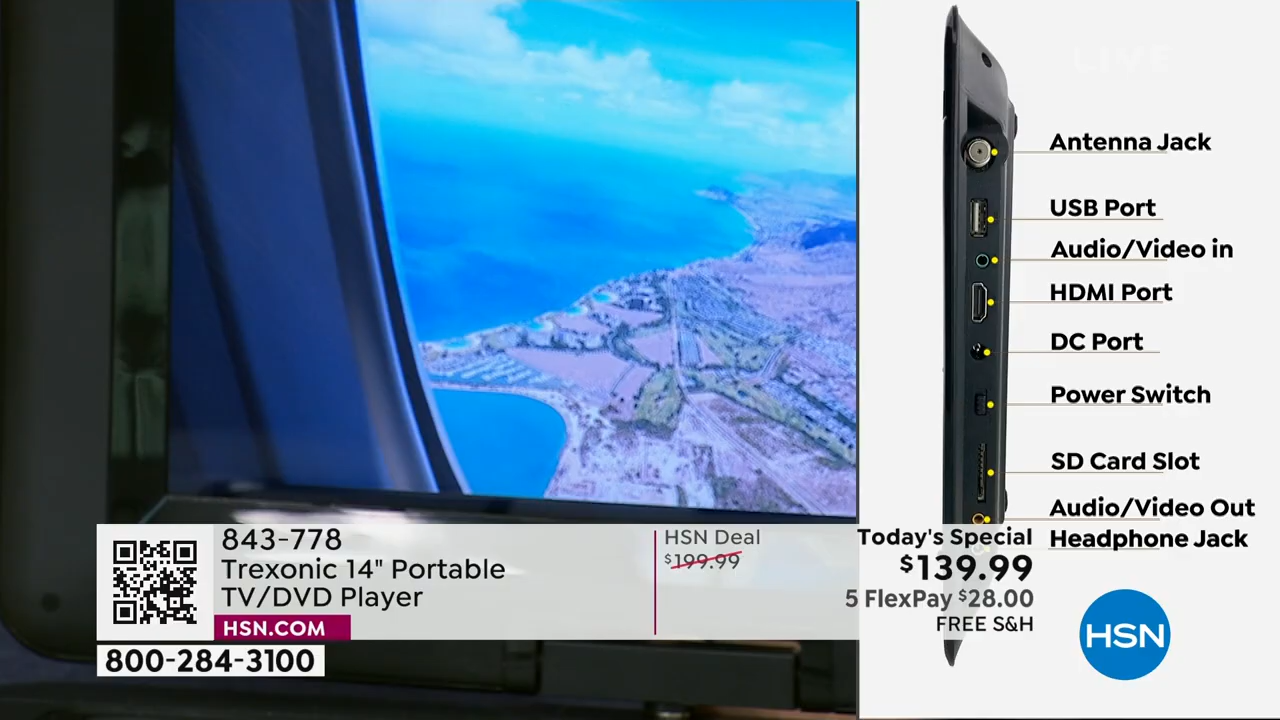 LIVE
Antenna Jack
USB Port
Audio/Video in
HDMI Port
DC Port
Power Switch
SD Card Slot
Audio/Video Out
Headphone Jack
843-778
Trexonic 14" Portable
TV/DVD Player
HSN.COM
800-284-3100
HSN Deal
$199.99
Today's Special
$139.99
5 FlexPay $28.00
FREE S&H
HSN